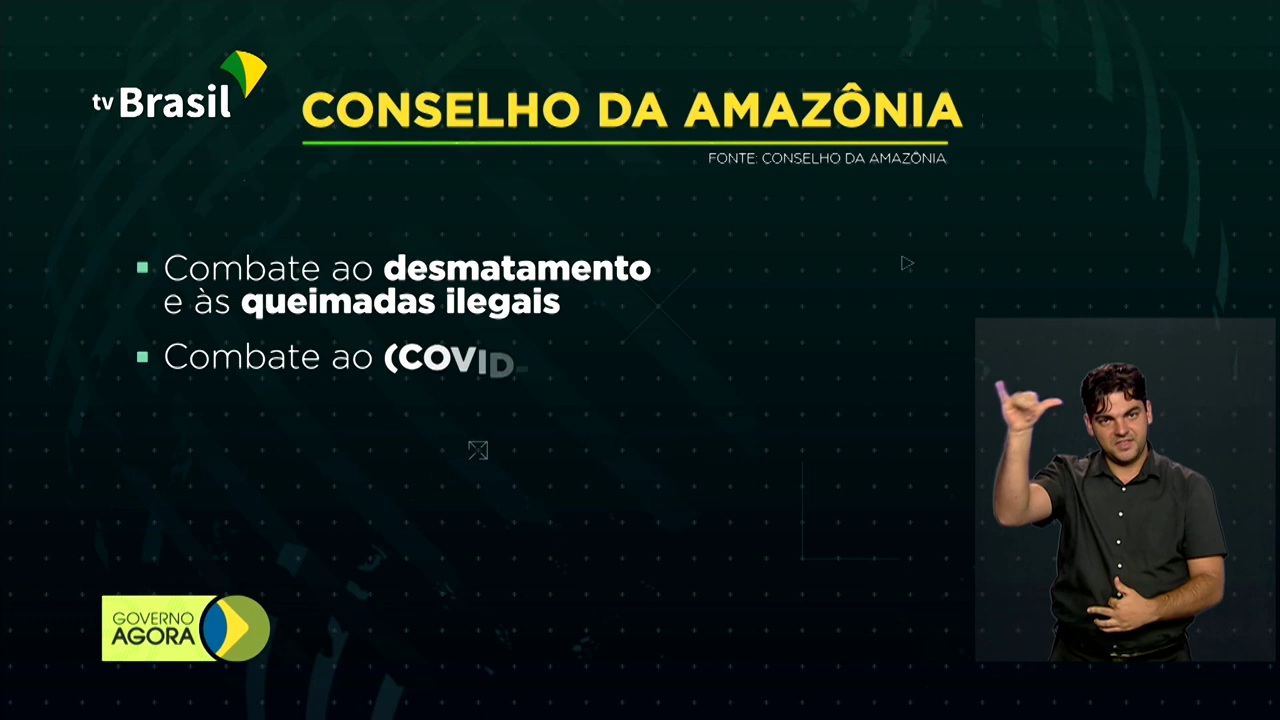 tv Brasil
CONSELHO DA AMAZÔNIA
FONTE: CONSELHO DA AMAZÔNIA
Combate ao desmatamento
e às queimadas ilegais
Combate ao (COVID-
GOVERNO
AGORA